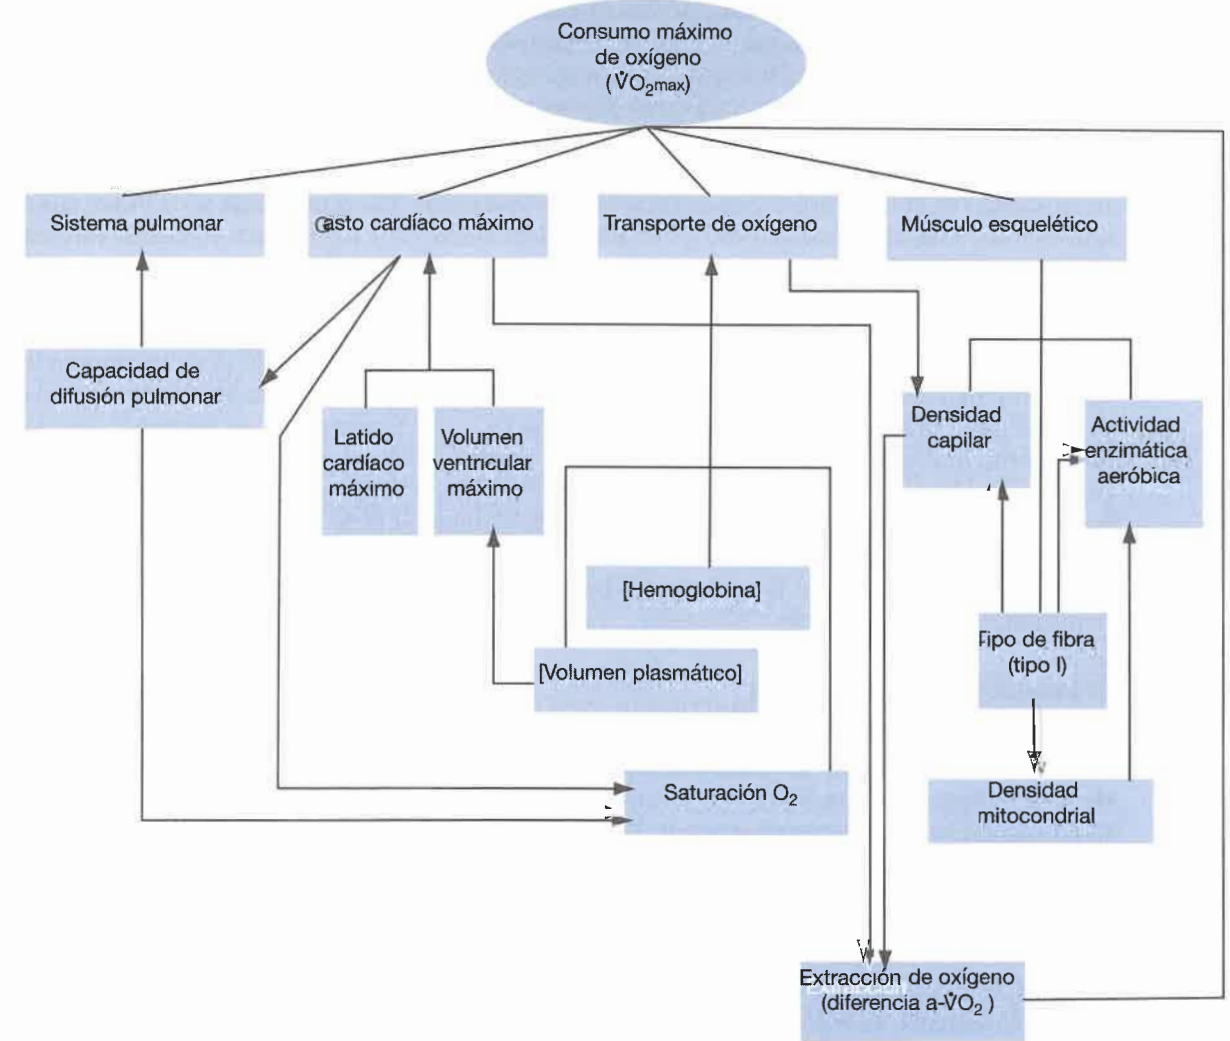 Consumo máximo
de oxígeno
(V̇O₂max)
Sistema pulmonar
Gasto cardíaco máximo
Transporte de oxígeno
Músculo esquelético
Capacidad de
difusión pulmonar
Latido
cardíaco
máximo
Volumen
ventricular
máximo
Densidad
capilar
Actividad
enzimática
aeróbica
[Hemoglobina]
Tipo de fibra
(tipo I)
[Volumen plasmático]
Saturación O₂
Densidad
mitocondrial
Extracción de oxígeno
(diferencia a-V̇O₂ )